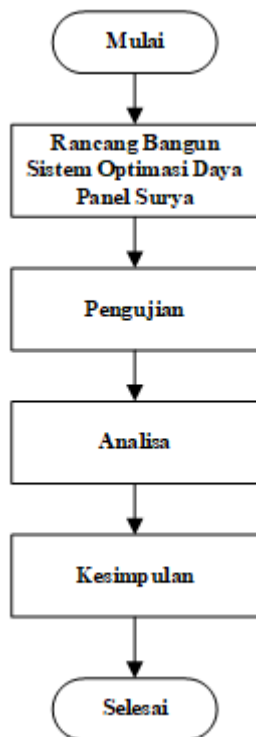 Mulai
Rancang Bangun
Sistem Optimasi Daya
Panel Surya
Pengujian
Analisa
Kesimpulan
Selesai